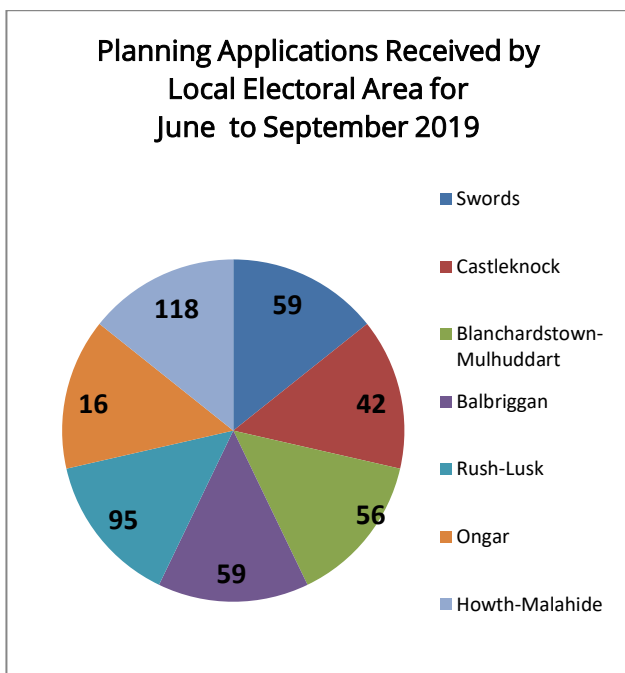 Planning Applications Received by
Local Electoral Area for
June to September 2019
Swords
Castleknock
Blanchardstown-
Mulhuddart
Balbriggan
Rush-Lusk
Ongar
Howth-Malahide
118
59
16
42
95
56
59